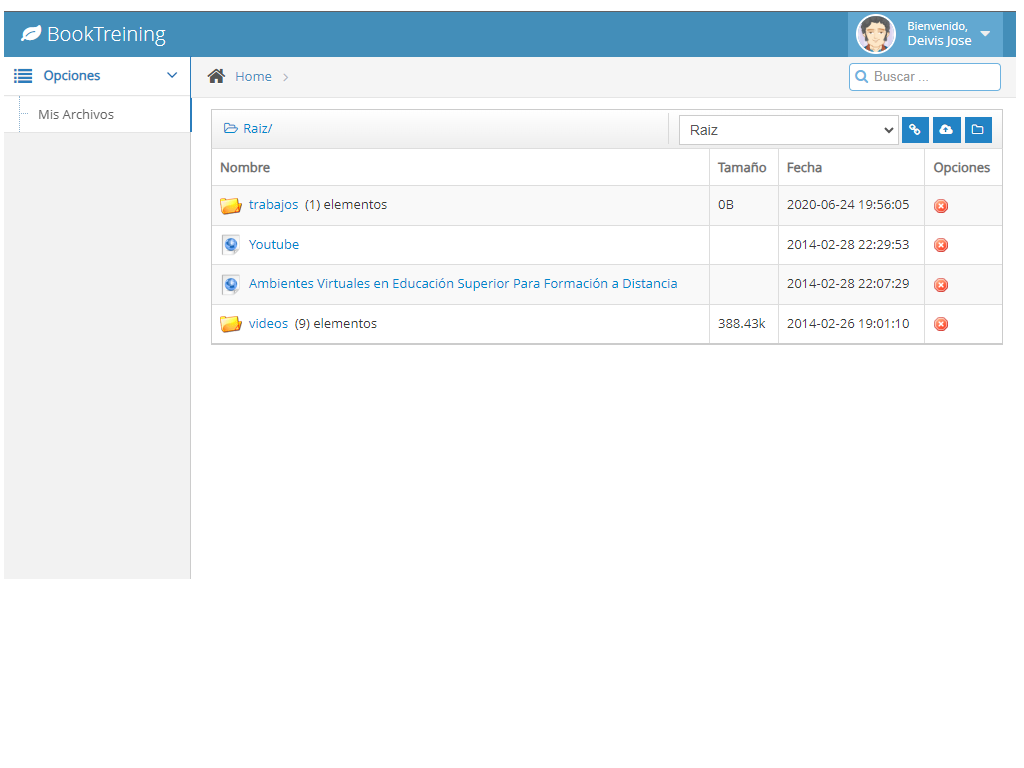 BookTreining
Bienvenido,
Deivis Jose
Opciones
Home
Buscar ...
Mis Archivos
Raiz/
Raiz
Nombre Tamaño Fecha Opciones
trabajos (1) elementos 0B 2020-06-24 19:56:05
Youtube 2014-02-28 22:29:53
Ambientes Virtuales en Educación Superior Para Formación a Distancia 2014-02-28 22:07:29
videos (9) elementos 388.43k 2014-02-26 19:01:10